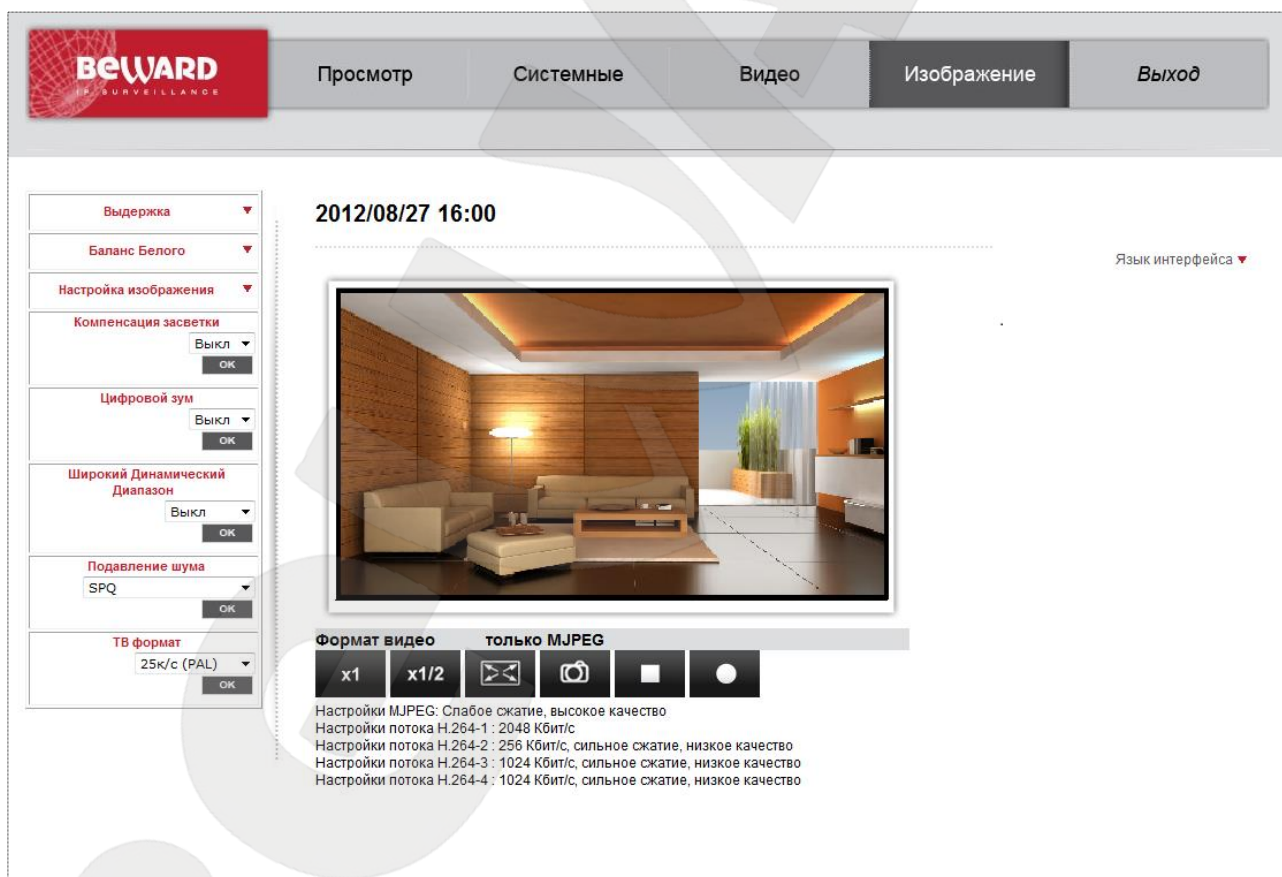 BEWARD
IP SURVEILLANCE
Просмотр
Системные
Видео
Изображение
Выход
Выдержка
Баланс Белого
Настройка изображения
Компенсация засветки
Выкл
OK
Цифровой зум
Выкл
OK
Широкий Динамический
Диапазон
Выкл
OK
Подавление шума
SPQ
OK
ТВ формат
25к/с (PAL)
OK
2012/08/27 16:00
Язык интерфейса
Формат видео только MJPEG
x1
x1/2
Настройки MJPEG: Слабое сжатие, высокое качество
Настройки потока H.264-1 : 2048 Кбит/с
Настройки потока H.264-2 : 256 Кбит/с, сильное сжатие, низкое качество
Настройки потока H.264-3 : 1024 Кбит/с, сильное сжатие, низкое качество
Настройки потока H.264-4 : 1024 Кбит/с, сильное сжатие, низкое качество